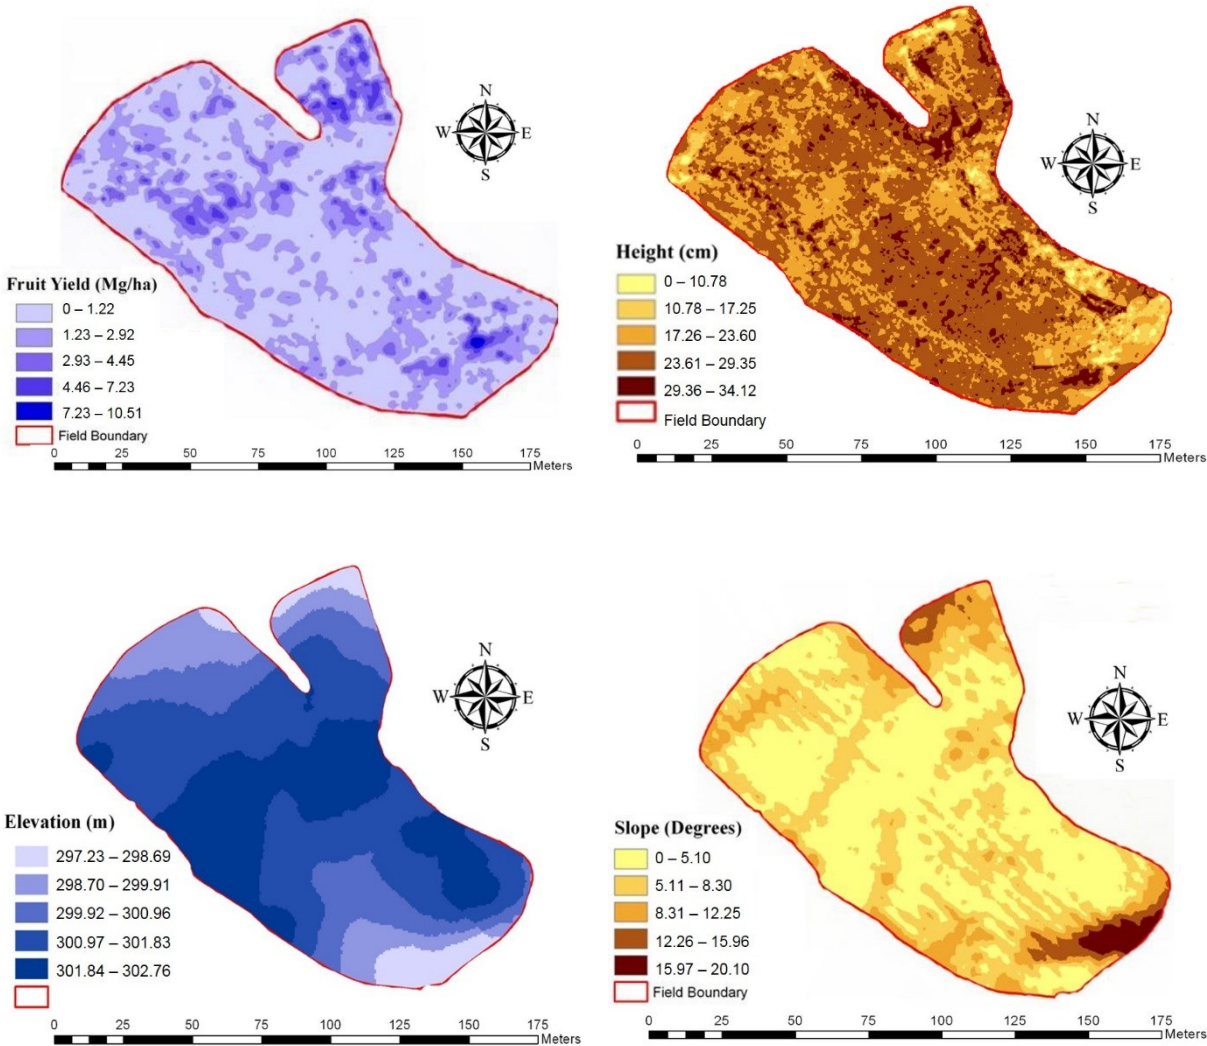 N
W E
S
Fruit Yield (Mg/ha)
0 – 1.22
1.23 – 2.92
2.93 – 4.45
4.46 – 7.23
7.23 – 10.51
Field Boundary
0 25 50 75 100 125 150 175
Meters
N
W E
S
Height (cm)
0 – 10.78
10.78 – 17.25
17.26 – 23.60
23.61 – 29.35
29.36 – 34.12
Field Boundary
0 25 50 75 100 125 150 175
Meters
N
W E
S
Elevation (m)
297.23 – 298.69
298.70 – 299.91
299.92 – 300.96
300.97 – 301.83
301.84 – 302.76
0 25 50 75 100 125 150 175
Meters
N
W E
S
Slope (Degrees)
0 – 5.10
5.11 – 8.30
8.31 – 12.25
12.26 – 15.96
15.97 – 20.10
Field Boundary
0 25 50 75 100 125 150 175
Meters